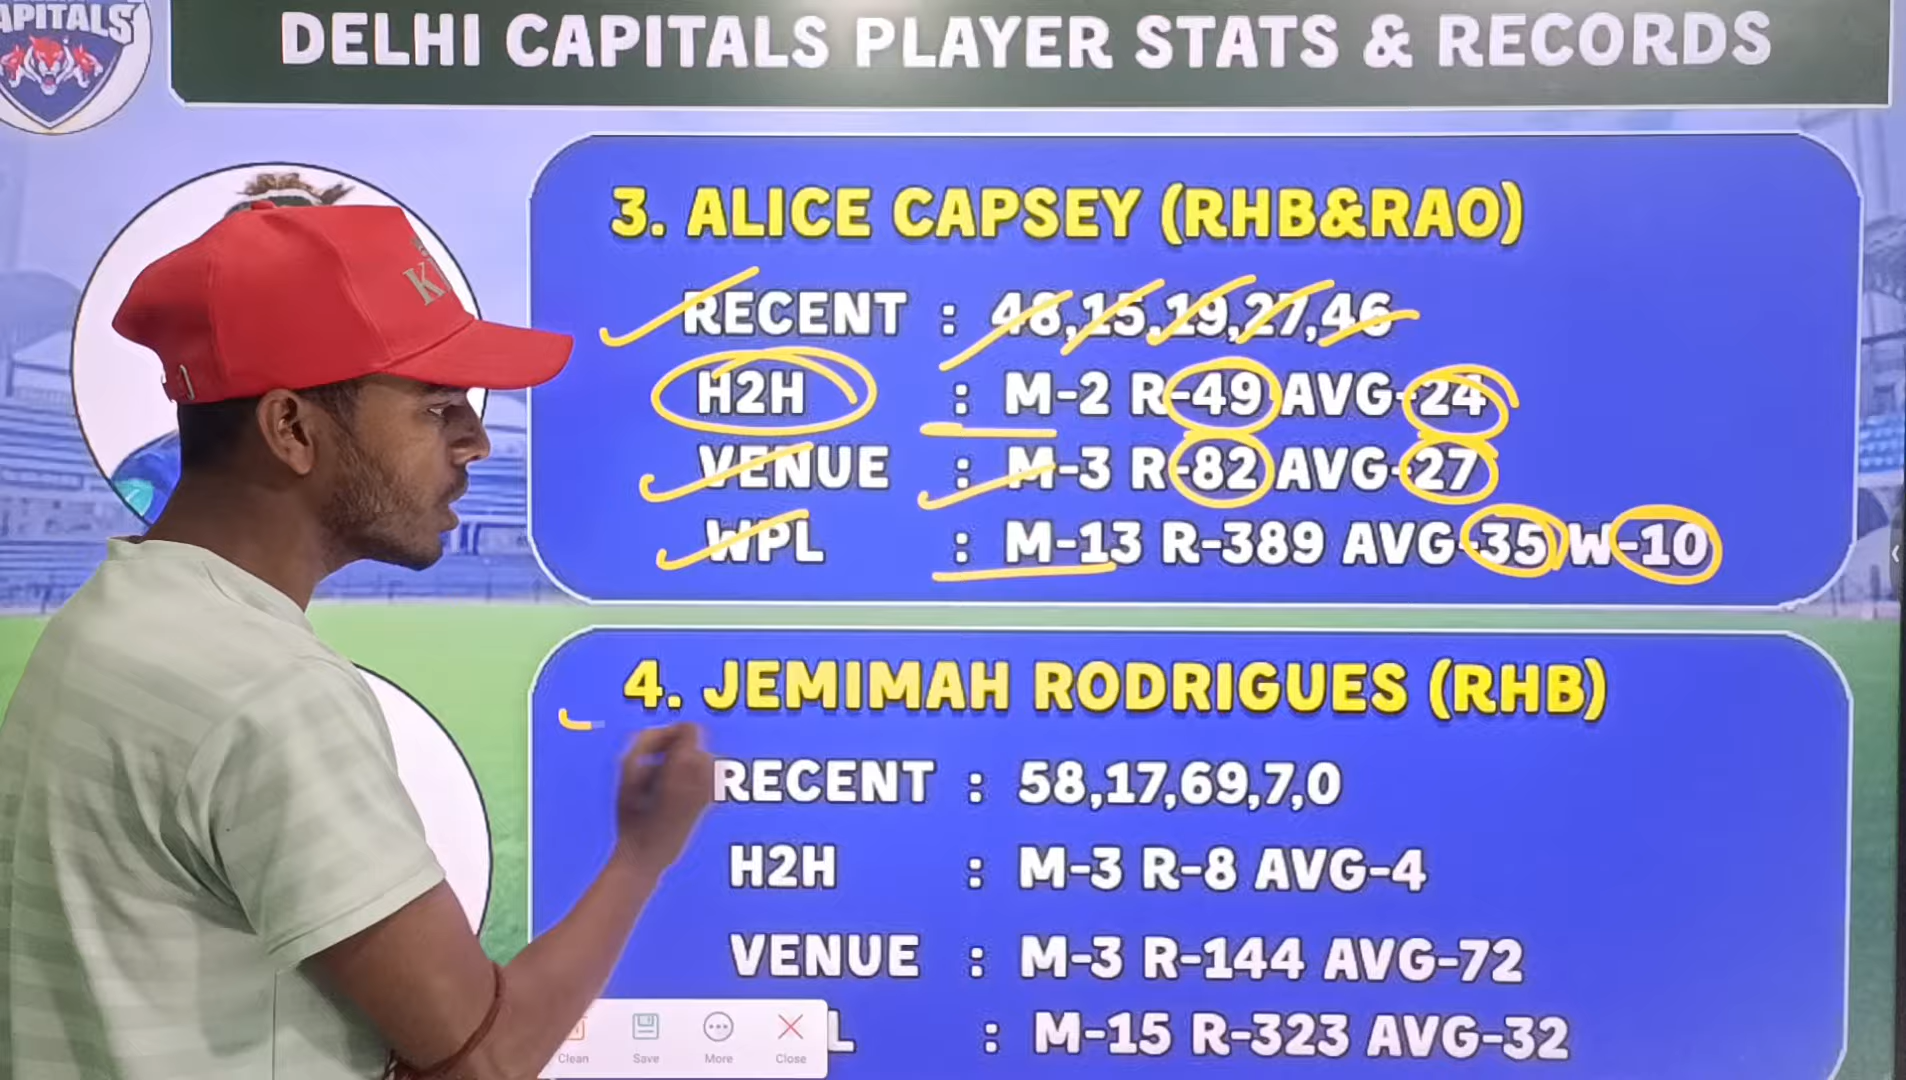 APITALS
DELHI CAPITALS PLAYER STATS & RECORDS
3. ALICE CAPSEY (RHB&RAO)
RECENT : 48,15,19,27,46
H2H : M-2 R-49 AVG-24
VENUE : M-3 R-82 AVG-27
WPL : M-13 R-389 AVG-35 W-10
4. JEMIMAH RODRIGUES (RHB)
RECENT : 58,17,69,7,0
H2H : M-3 R-8 AVG-4
VENUE : M-3 R-144 AVG-72
L : M-15 R-323 AVG-32
Clean Save More Close